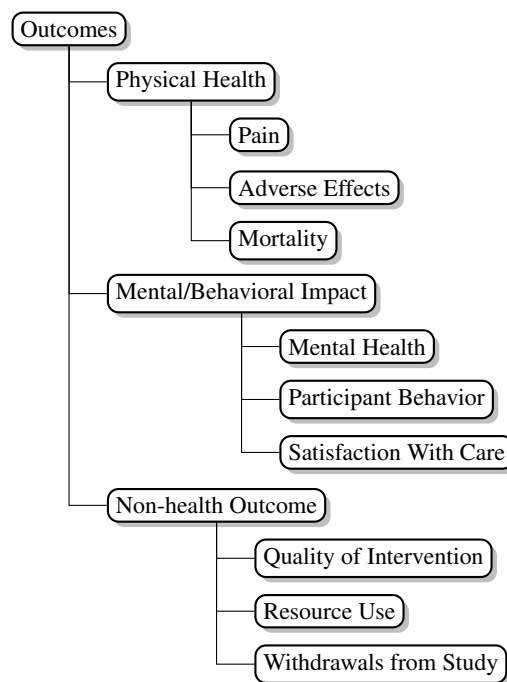 Outcomes
Physical Health
Pain
Adverse Effects
Mortality
Mental/Behavioral Impact
Mental Health
Participant Behavior
Satisfaction With Care
Non-health Outcome
Quality of Intervention
Resource Use
Withdrawals from Study